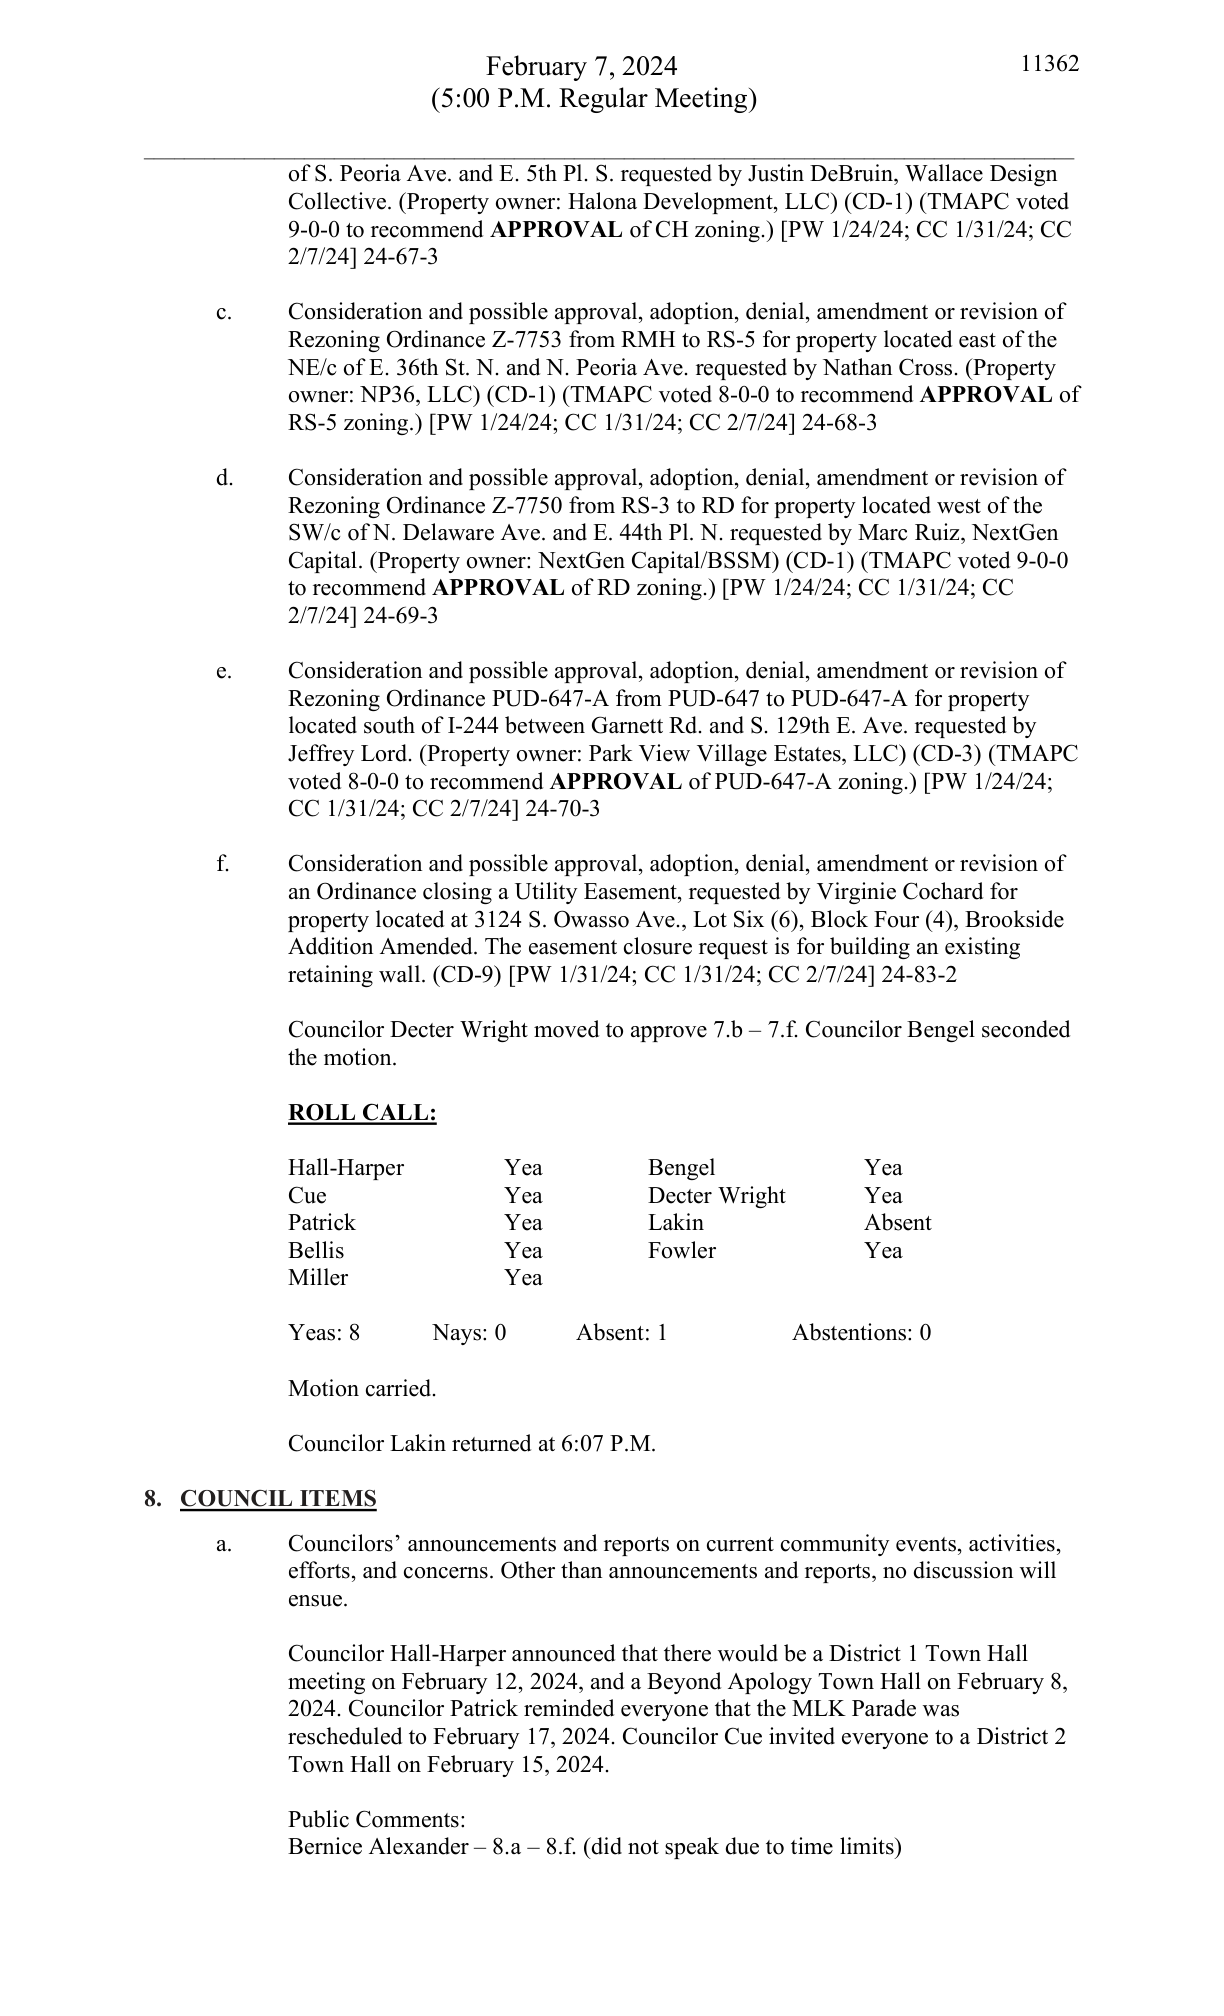 February 7, 2024
11362
(5:00 P.M. Regular Meeting)
of S. Peoria Ave. and E. 5th Pl. S. requested by Justin DeBruin, Wallace Design
Collective. (Property owner: Halona Development, LLC) (CD-1) (TMAPC voted
9-0-0 to recommend APPROVAL of CH zoning.) [PW 1/24/24; CC 1/31/24; CC
2/7/24] 24-67-3
c. Consideration and possible approval, adoption, denial, amendment or revision of
Rezoning Ordinance Z-7753 from RMH to RS-5 for property located east of the
NE/c of E. 36th St. N. and N. Peoria Ave. requested by Nathan Cross. (Property
owner: NP36, LLC) (CD-1) (TMAPC voted 8-0-0 to recommend APPROVAL of
RS-5 zoning.) [PW 1/24/24; CC 1/31/24; CC 2/7/24] 24-68-3
d. Consideration and possible approval, adoption, denial, amendment or revision of
Rezoning Ordinance Z-7750 from RS-3 to RD for property located west of the
SW/c of N. Delaware Ave. and E. 44th Pl. N. requested by Marc Ruiz, NextGen
Capital. (Property owner: NextGen Capital/BSSM) (CD-1) (TMAPC voted 9-0-0
to recommend APPROVAL of RD zoning.) [PW 1/24/24; CC 1/31/24; CC
2/7/24] 24-69-3
e. Consideration and possible approval, adoption, denial, amendment or revision of
Rezoning Ordinance PUD-647-A from PUD-647 to PUD-647-A for property
located south of I-244 between Garnett Rd. and S. 129th E. Ave. requested by
Jeffrey Lord. (Property owner: Park View Village Estates, LLC) (CD-3) (TMAPC
voted 8-0-0 to recommend APPROVAL of PUD-647-A zoning.) [PW 1/24/24;
CC 1/31/24; CC 2/7/24] 24-70-3
f. Consideration and possible approval, adoption, denial, amendment or revision of
an Ordinance closing a Utility Easement, requested by Virginie Cochard for
property located at 3124 S. Owasso Ave., Lot Six (6), Block Four (4), Brookside
Addition Amended. The easement closure request is for building an existing
retaining wall. (CD-9) [PW 1/31/24; CC 1/31/24; CC 2/7/24] 24-83-2
Councilor Decter Wright moved to approve 7.b – 7.f. Councilor Bengel seconded
the motion.
ROLL CALL:
Hall-Harper Yea Bengel Yea
Cue Yea Decter Wright Yea
Patrick Yea Lakin Absent
Bellis Yea Fowler Yea
Miller Yea
Yeas: 8 Nays: 0 Absent: 1 Abstentions: 0
Motion carried.
Councilor Lakin returned at 6:07 P.M.
8. COUNCIL ITEMS
a. Councilors’ announcements and reports on current community events, activities,
efforts, and concerns. Other than announcements and reports, no discussion will
ensue.
Councilor Hall-Harper announced that there would be a District 1 Town Hall
meeting on February 12, 2024, and a Beyond Apology Town Hall on February 8,
2024. Councilor Patrick reminded everyone that the MLK Parade was
rescheduled to February 17, 2024. Councilor Cue invited everyone to a District 2
Town Hall on February 15, 2024.
Public Comments:
Bernice Alexander – 8.a – 8.f. (did not speak due to time limits)